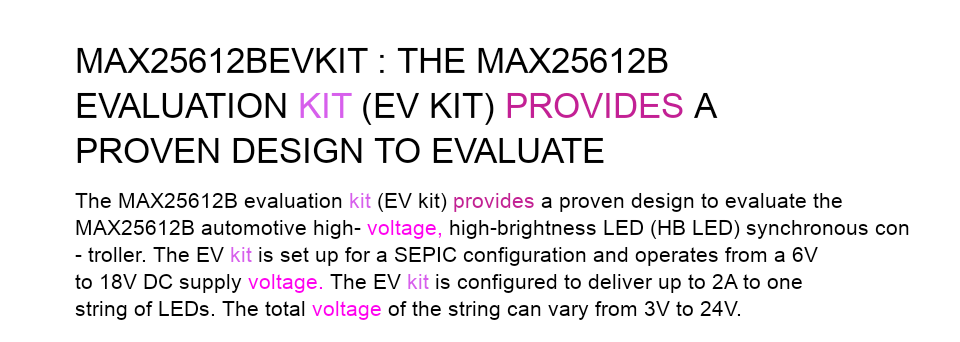 MAX25612BEVKIT : THE MAX25612B
EVALUATION KIT (EV KIT) PROVIDES A
PROVEN DESIGN TO EVALUATE
The MAX25612B evaluation kit (EV kit) provides a proven design to evaluate the
MAX25612B automotive high- voltage, high-brightness LED (HB LED) synchronous con
- troller. The EV kit is set up for a SEPIC configuration and operates from a 6V
to 18V DC supply voltage. The EV kit is configured to deliver up to 2A to one
string of LEDs. The total voltage of the string can vary from 3V to 24V.